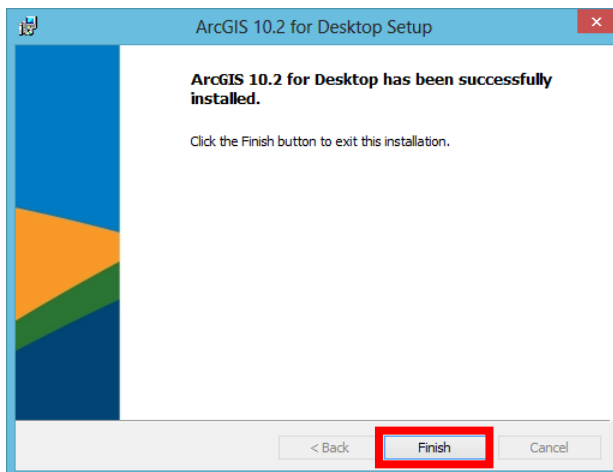 ArcGIS 10.2 for Desktop Setup
ArcGIS 10.2 for Desktop has been successfully
installed.
Click the Finish button to exit this installation.
< Back Finish Cancel